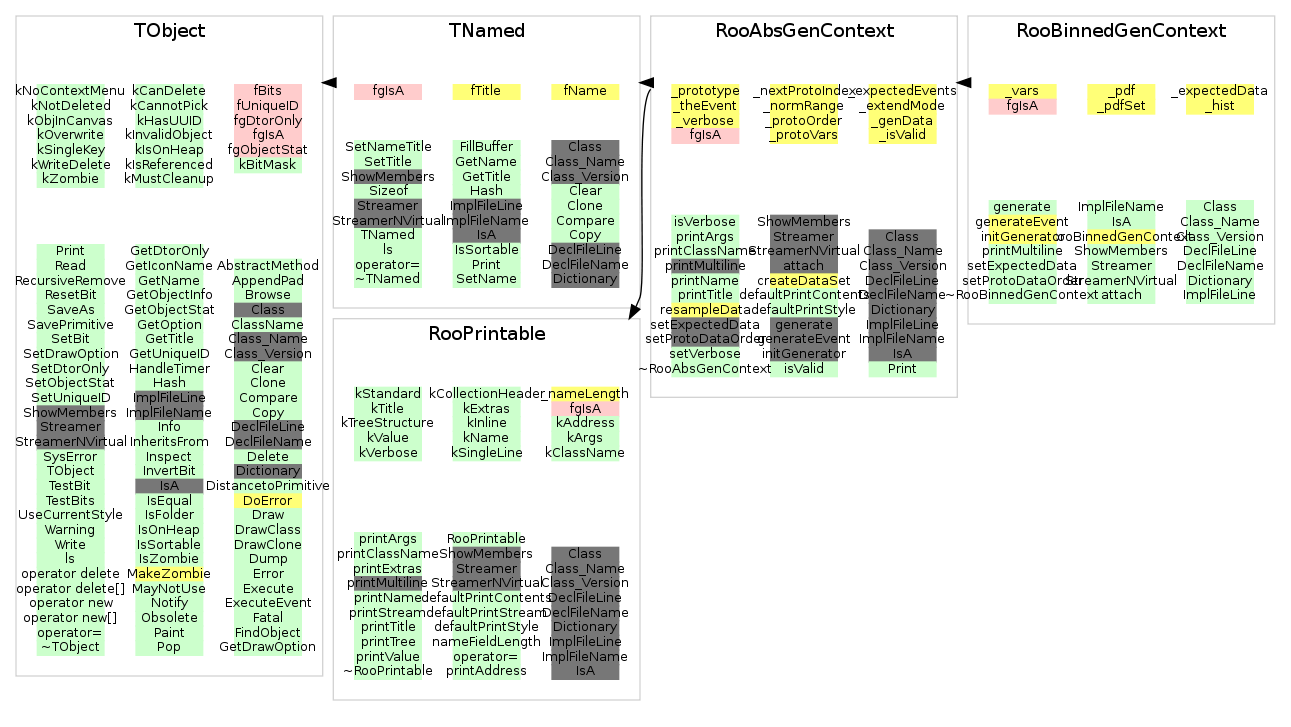 TObject
kNoContextMenu kCanDelete fBits
kNotDeleted kCannotPick fUniqueID
kObjInCanvas kHasUUID fgDtorOnly
kOverwrite kInvalidObject fgIsA
kSingleKey kIsOnHeap fgObjectStat
kWriteDelete kIsReferenced kBitMask
kZombie kMustCleanup
Print GetDtorOnly
Read GetIconName AbstractMethod
RecursiveRemove GetName AppendPad
ResetBit GetObjectInfo Browse
SaveAs GetObjectStat Class
SavePrimitive GetOption ClassName
SetBit GetTitle Class_Name
SetDrawOption GetUniqueID Class_Version
SetDtorOnly HandleTimer Clear
SetObjectStat Hash Clone
SetUniqueID ImplFileLine Compare
ShowMembers ImplFileName Copy
Streamer Info DeclFileLine
StreamerNVirtual InheritsFrom DeclFileName
SysError Inspect Delete
TObject InvertBit Dictionary
TestBit IsA DistancetoPrimitive
TestBits IsEqual DoError
UseCurrentStyle IsFolder Draw
Warning IsOnHeap DrawClass
Write IsSortable DrawClone
ls IsZombie Dump
operator delete MakeZombie Error
operator delete[] MayNotUse Execute
operator new Notify ExecuteEvent
operator new[] Obsolete Fatal
operator= Paint FindObject
~TObject Pop GetDrawOption
TNamed
fgIsA fTitle fName
SetNameTitle FillBuffer Class
SetTitle GetName Class_Name
ShowMembers GetTitle Class_Version
Sizeof Hash Clear
Streamer ImplFileLine Clone
StreamerNVirtual ImplFileName Compare
TNamed IsA Copy
ls IsSortable DeclFileLine
operator= Print DeclFileName
~TNamed SetName Dictionary
RooPrintable
kStandard kCollectionHeader _nameLength
kTitle kExtras fgIsA
kTreeStructure kInline kAddress
kValue kName kArgs
kVerbose kSingleLine kClassName
printArgs RooPrintable
printClassName ShowMembers Class
printExtras Streamer Class_Name
printMultiline StreamerNVirtual Class_Version
printName defaultPrintContents DeclFileLine
printStream defaultPrintStream DeclFileName
printTitle defaultPrintStyle Dictionary
printTree nameFieldLength ImplFileLine
printValue operator= ImplFileName
~RooPrintable printAddress IsA
RooAbsGenContext
_prototype _nextProtoIndex _expectedEvents
_theEvent _normRange _extendMode
_verbose _protoOrder _genData
fgIsA _protoVars _isValid
isVerbose ShowMembers
printArgs Streamer Class
printClassName StreamerNVirtual Class_Name
printMultiline attach Class_Version
printName createDataSet DeclFileLine
printTitle defaultPrintContents DeclFileName
resampleData defaultPrintStyle Dictionary
setExpectedData generate ImplFileLine
setProtoDataOrder generateEvent ImplFileName
setVerbose initGenerator IsA
~RooAbsGenContext isValid Print
RooBinnedGenContext
_vars _pdf _expectedData
fgIsA _pdfSet _hist
generate ImplFileName Class
generateEvent IsA Class_Name
initGenerator RooBinnedGenContext Class_Version
printMultiline ShowMembers DeclFileLine
setExpectedData Streamer DeclFileName
setProtoDataOrder StreamerNVirtual Dictionary
~RooBinnedGenContext attach ImplFileLine